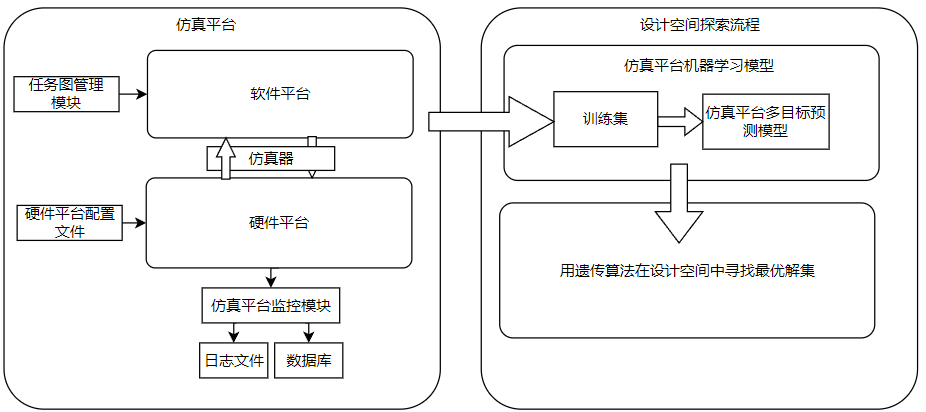 仿真平台
任务图管理
模块
软件平台
仿真器
硬件平台配置
文件
硬件平台
仿真平台监控模块
日志文件
数据库
设计空间探索流程
仿真平台机器学习模型
训练集
仿真平台多目标预
测模型
用遗传算法在设计空间中寻找最优解集